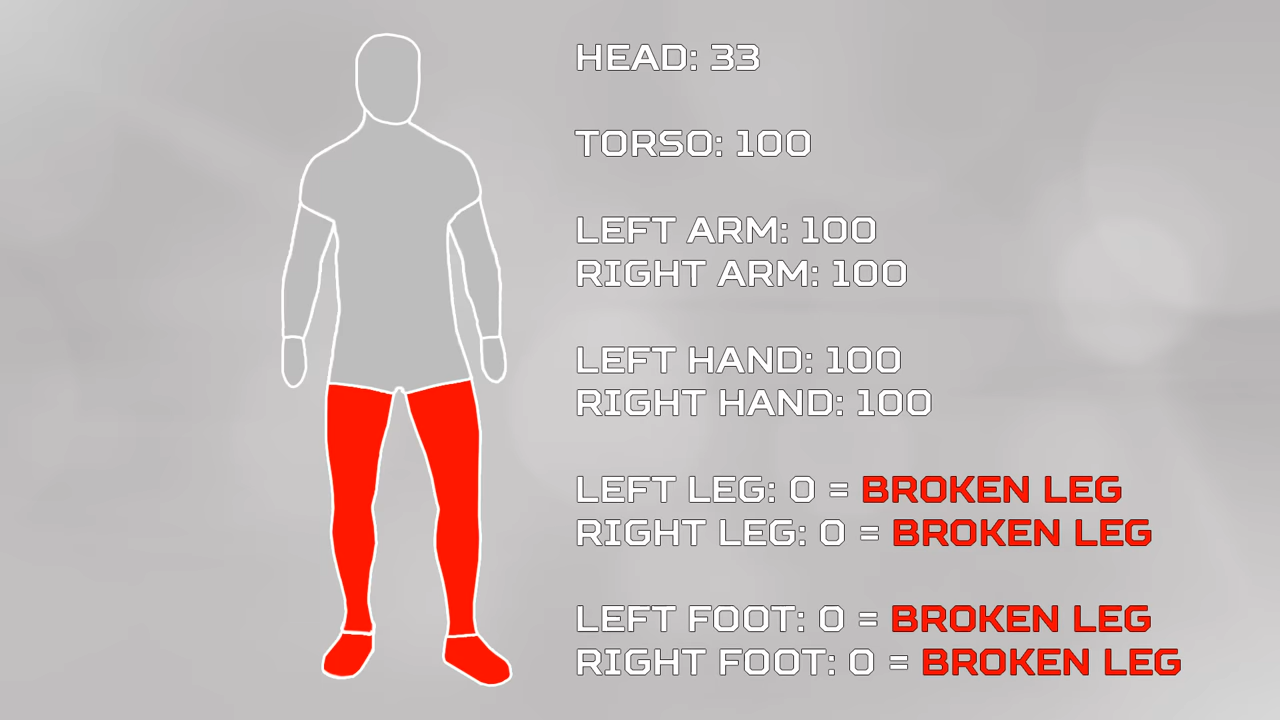 HEAD: 33
TORSO: 100
LEFT ARM: 100
RIGHT ARM: 100
LEFT HAND: 100
RIGHT HAND: 100
LEFT LEG: 0 = BROKEN LEG
RIGHT LEG: 0 = BROKEN LEG
LEFT FOOT: 0 = BROKEN LEG
RIGHT FOOT: 0 = BROKEN LEG